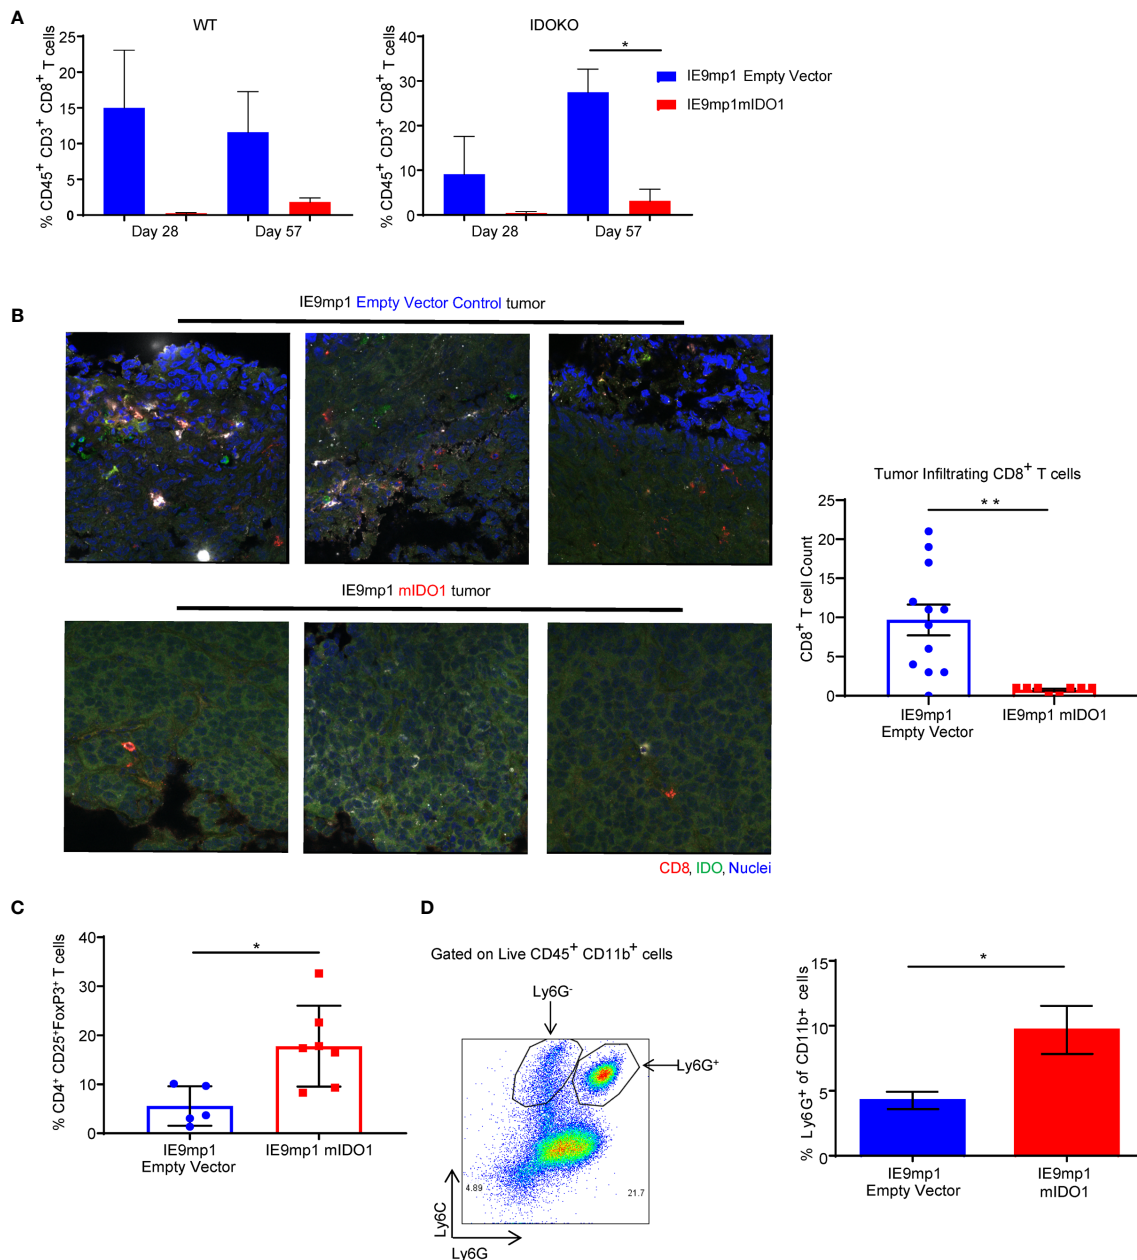 A
WT
IDOKO
% CD45+ CD3+ CD8+ T cells
25
20
15
10
5
0
Day 28
Day 57
% CD45+ CD3+ CD8+ T cells
40
30
20
10
0
*
Day 28
Day 57
IE9mp1 Empty Vector
IE9mp1mIDO1
B
IE9mp1 Empty Vector Control tumor
IE9mp1 mIDO1 tumor
CD8, IDO, Nuclei
Tumor Infiltrating CD8+ T cells
CD8+ T cell Count
25
20
15
10
5
0
**
IE9mp1
Empty Vector
IE9mp1 mIDO1
C
% CD4+ CD25+FoxP3+ T cells
40
30
20
10
0
*
IE9mp1
Empty Vector
IE9mp1 mIDO1
D
Gated on Live CD45+ CD11b+ cells
Ly6G-
Ly6G+
4.89
21.7
Ly6C
Ly6G
% Ly6G+ of CD11b+ cells
15
10
5
0
*
IE9mp1
Empty Vector
IE9mp1
mIDO1